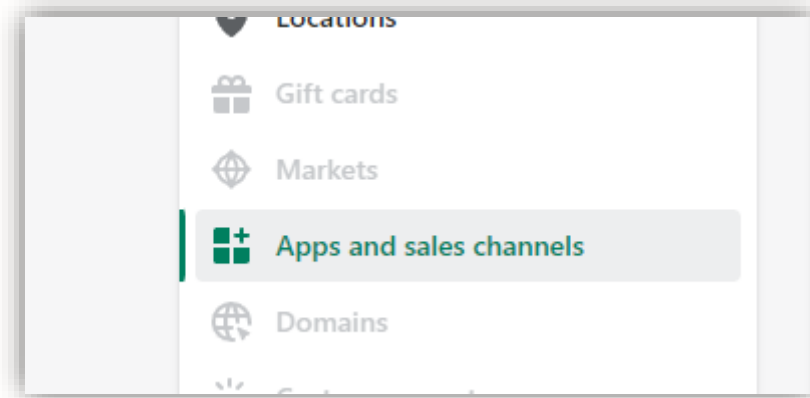 Locations
Gift cards
Markets
Apps and sales channels
Domains